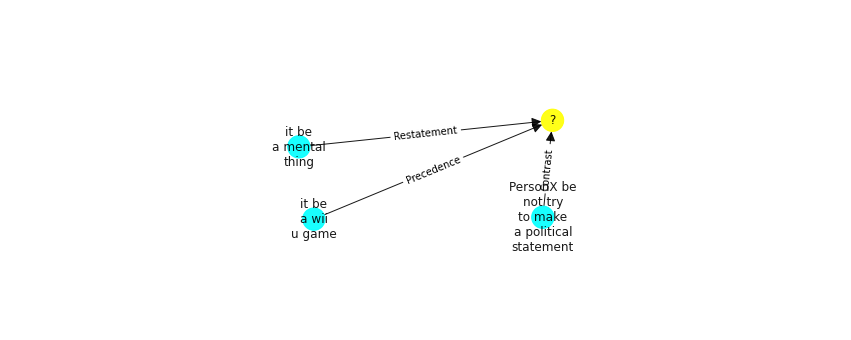 ?
it be
a mental
thing
Restatement
Precedence
Contrast
PersonX be
not try
to make
a political
statement
it be
a wii
u game